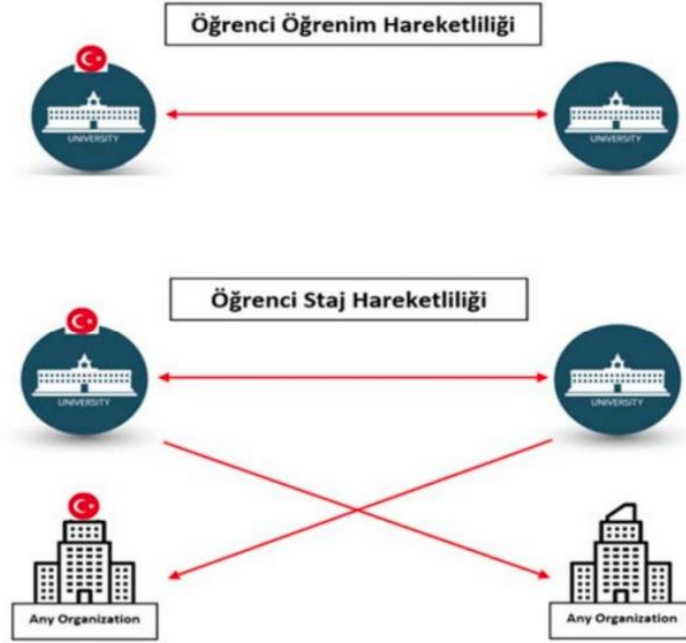 Öğrenci Öğrenim Hareketliliği
UNIVERSITY
UNIVERSITY
Öğrenci Staj Hareketliliği
UNIVERSITY
UNIVERSITY
Any Organization
Any Organization